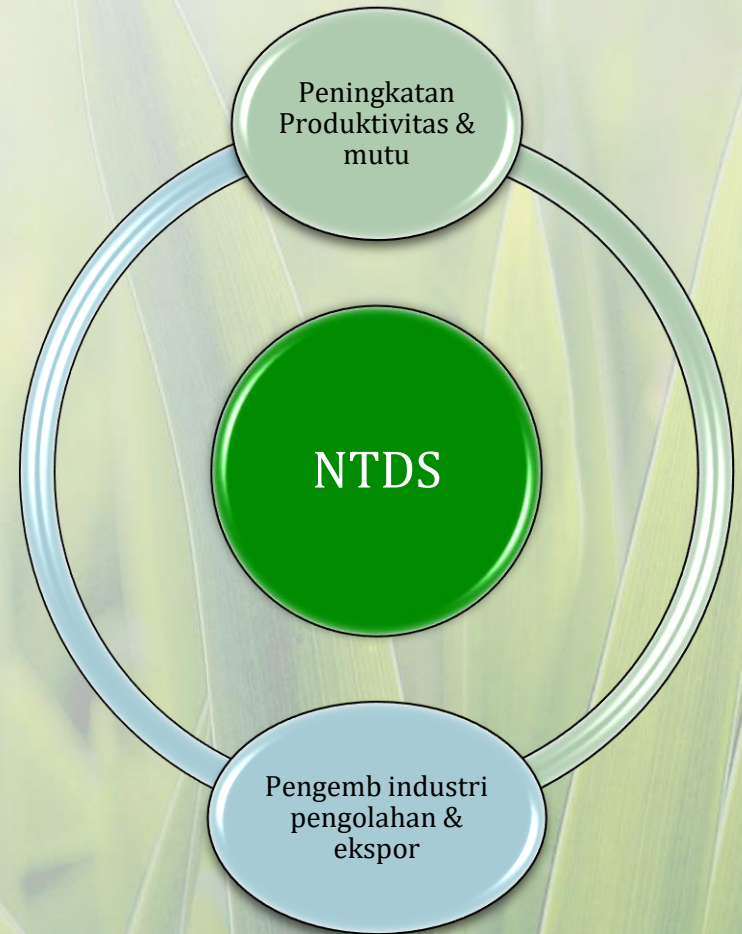 Peningkatan
Produktivitas &
mutu
NTDS
Pengemb industri
pengolahan &
ekspor